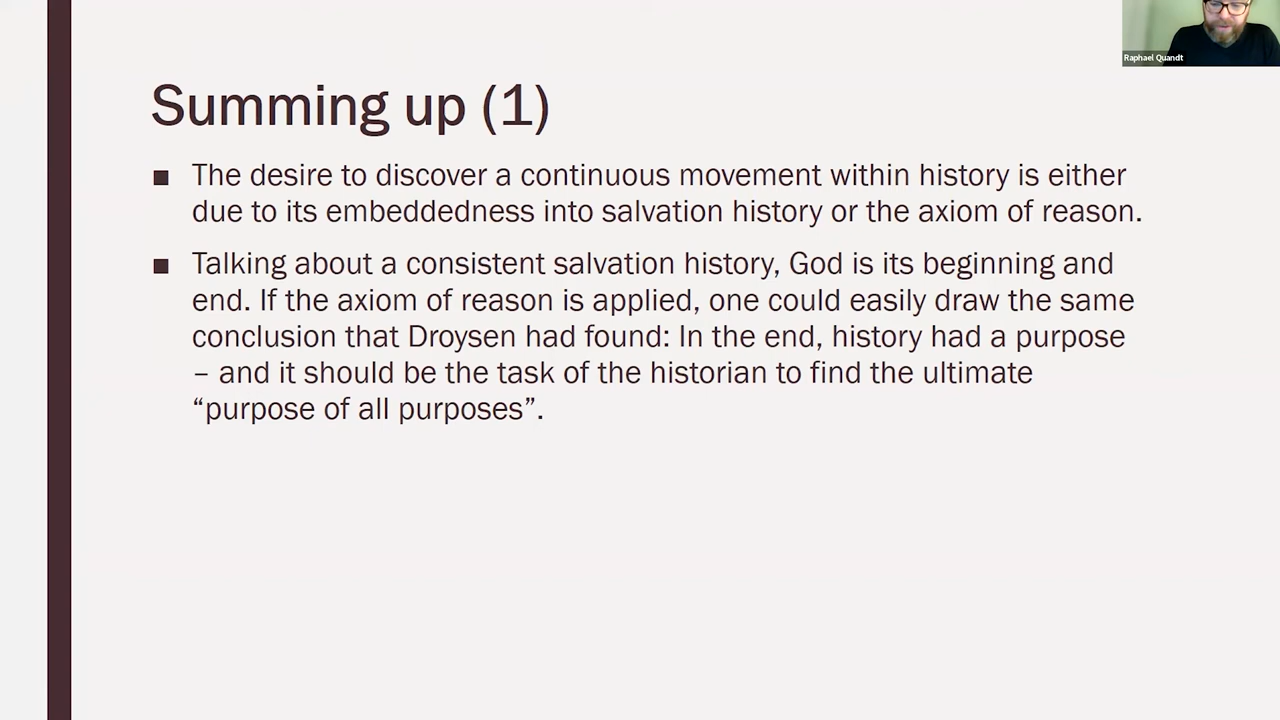 Raphael Quandt
Summing up (1)
■ The desire to discover a continuous movement within history is either
due to its embeddedness into salvation history or the axiom of reason.
■ Talking about a consistent salvation history, God is its beginning and
end. If the axiom of reason is applied, one could easily draw the same
conclusion that Droysen had found: In the end, history had a purpose
– and it should be the task of the historian to find the ultimate
“purpose of all purposes”.